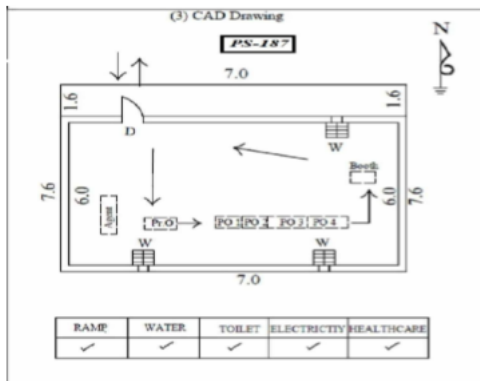 (3) CAD Drawing
PS-187
N
7.0
1.6 1.6
D
W
Booth
7.6 6.0 6.0 7.6
Agent
Pr.O PO 1 PO 2 PO 3 PO 4
W W
7.0
RAMP WATER TOILET ELECTRICTIY HEALTHCARE